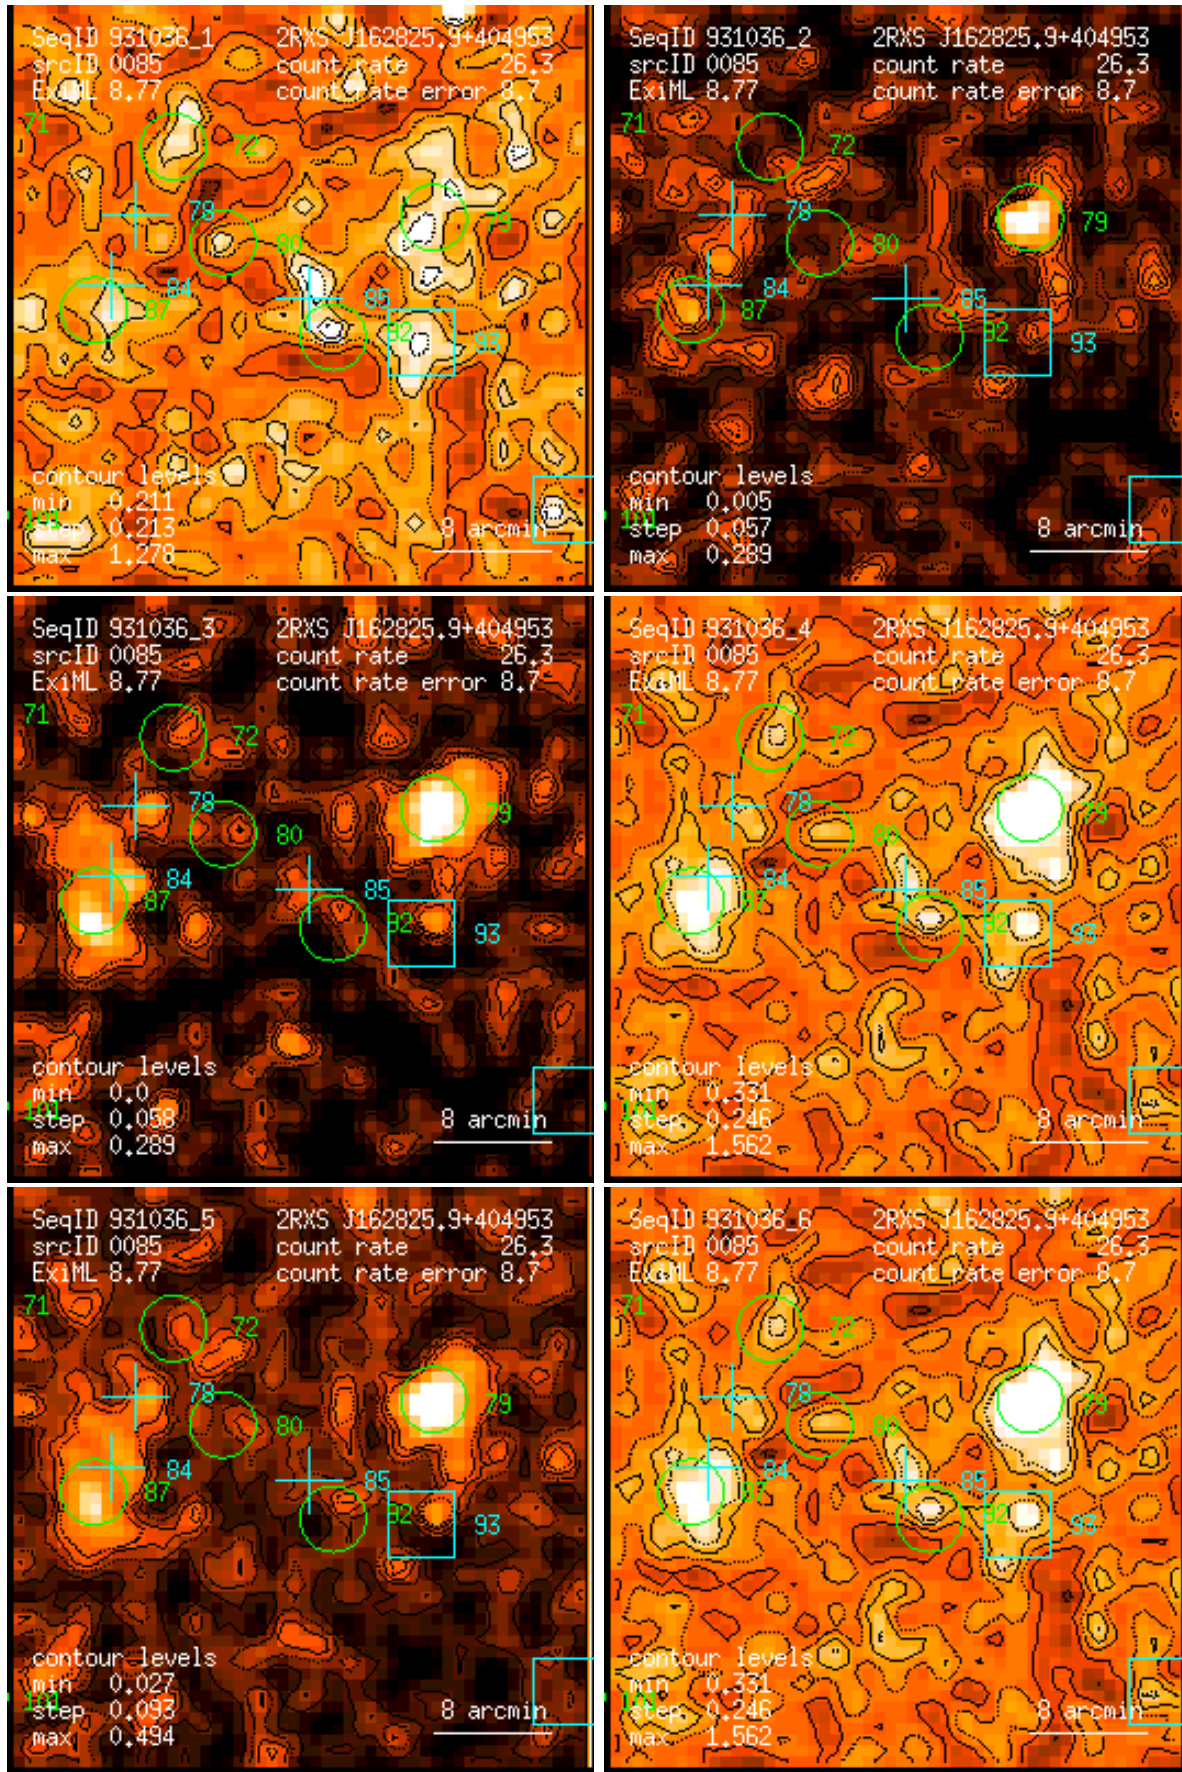 SeqID 931036_1 2RXS J162825.9+404953
srcID 0085 count rate 26.3
ExiML 8.77 count rate error 8.7
71
72
78
79
80
84
85
87
92
93
contour levels
min 0.211
101
step 0.213
8 arcmin
max 1.278
SeqID 931036_2 2RXS J162825.9+404953
srcID 0085 count rate 26.3
ExiML 8.77 count rate error 8.7
71
72
78
79
80
84
85
87
92
93
contour levels
min 0.005
101
step 0.057
8 arcmin
max 0.289
SeqID 931036_3 2RXS J162825.9+404953
srcID 0085 count rate 26.3
ExiML 8.77 count rate error 8.7
71
72
78
79
80
84
85
87
92
93
contour levels
min 0.0
101
step 0.058
8 arcmin
max 0.289
SeqID 931036_4 2RXS J162825.9+404953
srcID 0085 count rate 26.3
ExiML 8.77 count rate error 8.7
71
72
78
79
80
84
85
87
92
93
contour levels
min 0.331
101
step 0.246
8 arcmin
max 1.562
SeqID 931036_5 2RXS J162825.9+404953
srcID 0085 count rate 26.3
ExiML 8.77 count rate error 8.7
71
72
78
79
80
84
85
87
92
93
contour levels
min 0.027
101
step 0.093
8 arcmin
max 0.494
SeqID 931036_6 2RXS J162825.9+404953
srcID 0085 count rate 26.3
ExiML 8.77 count rate error 8.7
71
72
78
79
80
84
85
87
92
93
contour levels
min 0.331
101
step 0.246
8 arcmin
max 1.562